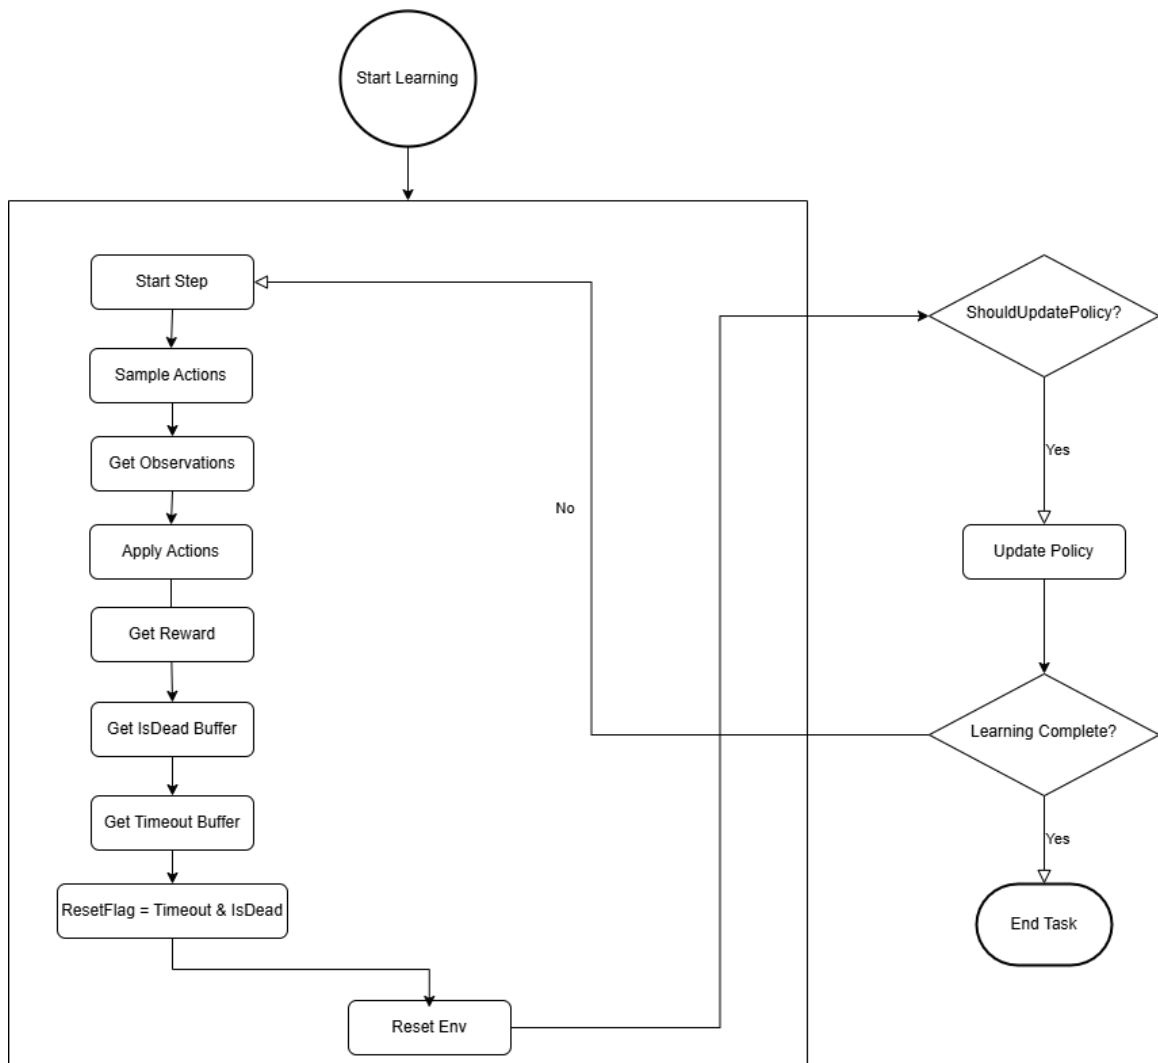 Start Learning
Start Step
Sample Actions
Get Observations
Apply Actions
Get Reward
Get IsDead Buffer
Get Timeout Buffer
ResetFlag = Timeout & IsDead
Reset Env
No
ShouldUpdatePolicy?
Yes
Update Policy
Learning Complete?
Yes
End Task